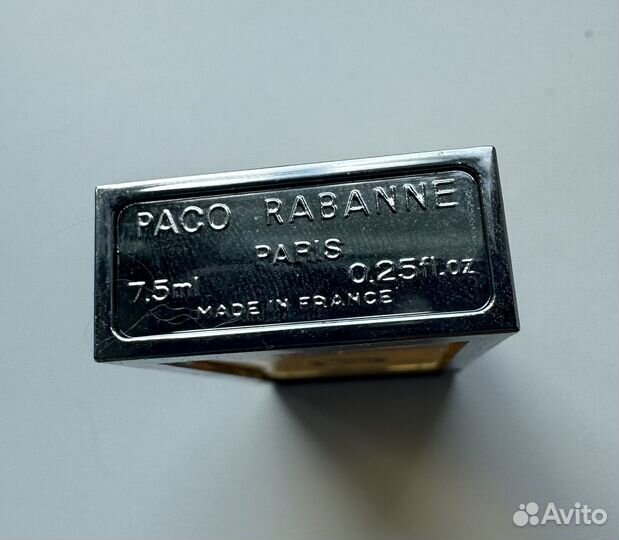 PACO RABANNE
PARIS
7.5ml 0.25fl.oz
MADE IN FRANCE
Avito